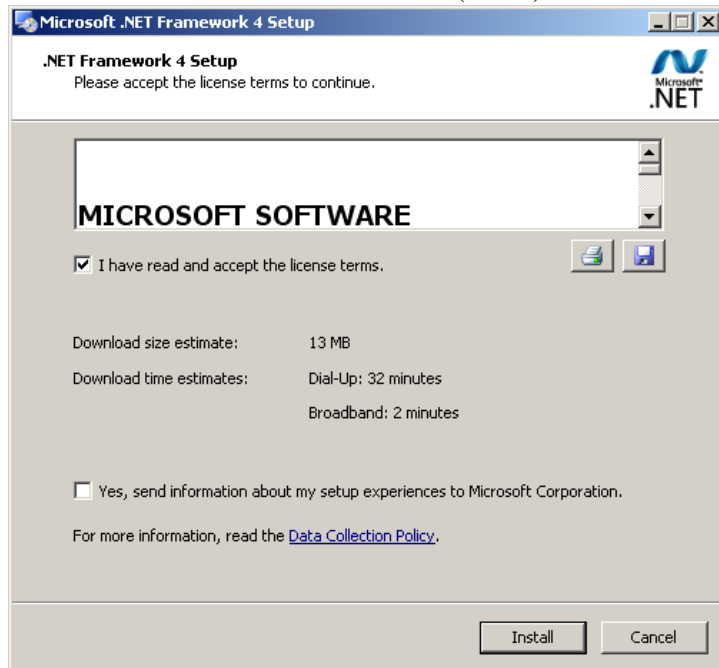 Microsoft .NET Framework 4 Setup
.NET Framework 4 Setup
Please accept the license terms to continue.
Microsoft®
.NET
MICROSOFT SOFTWARE
I have read and accept the license terms.
Download size estimate: 13 MB
Download time estimates: Dial-Up: 32 minutes
Broadband: 2 minutes
Yes, send information about my setup experiences to Microsoft Corporation.
For more information, read the Data Collection Policy.
Install Cancel